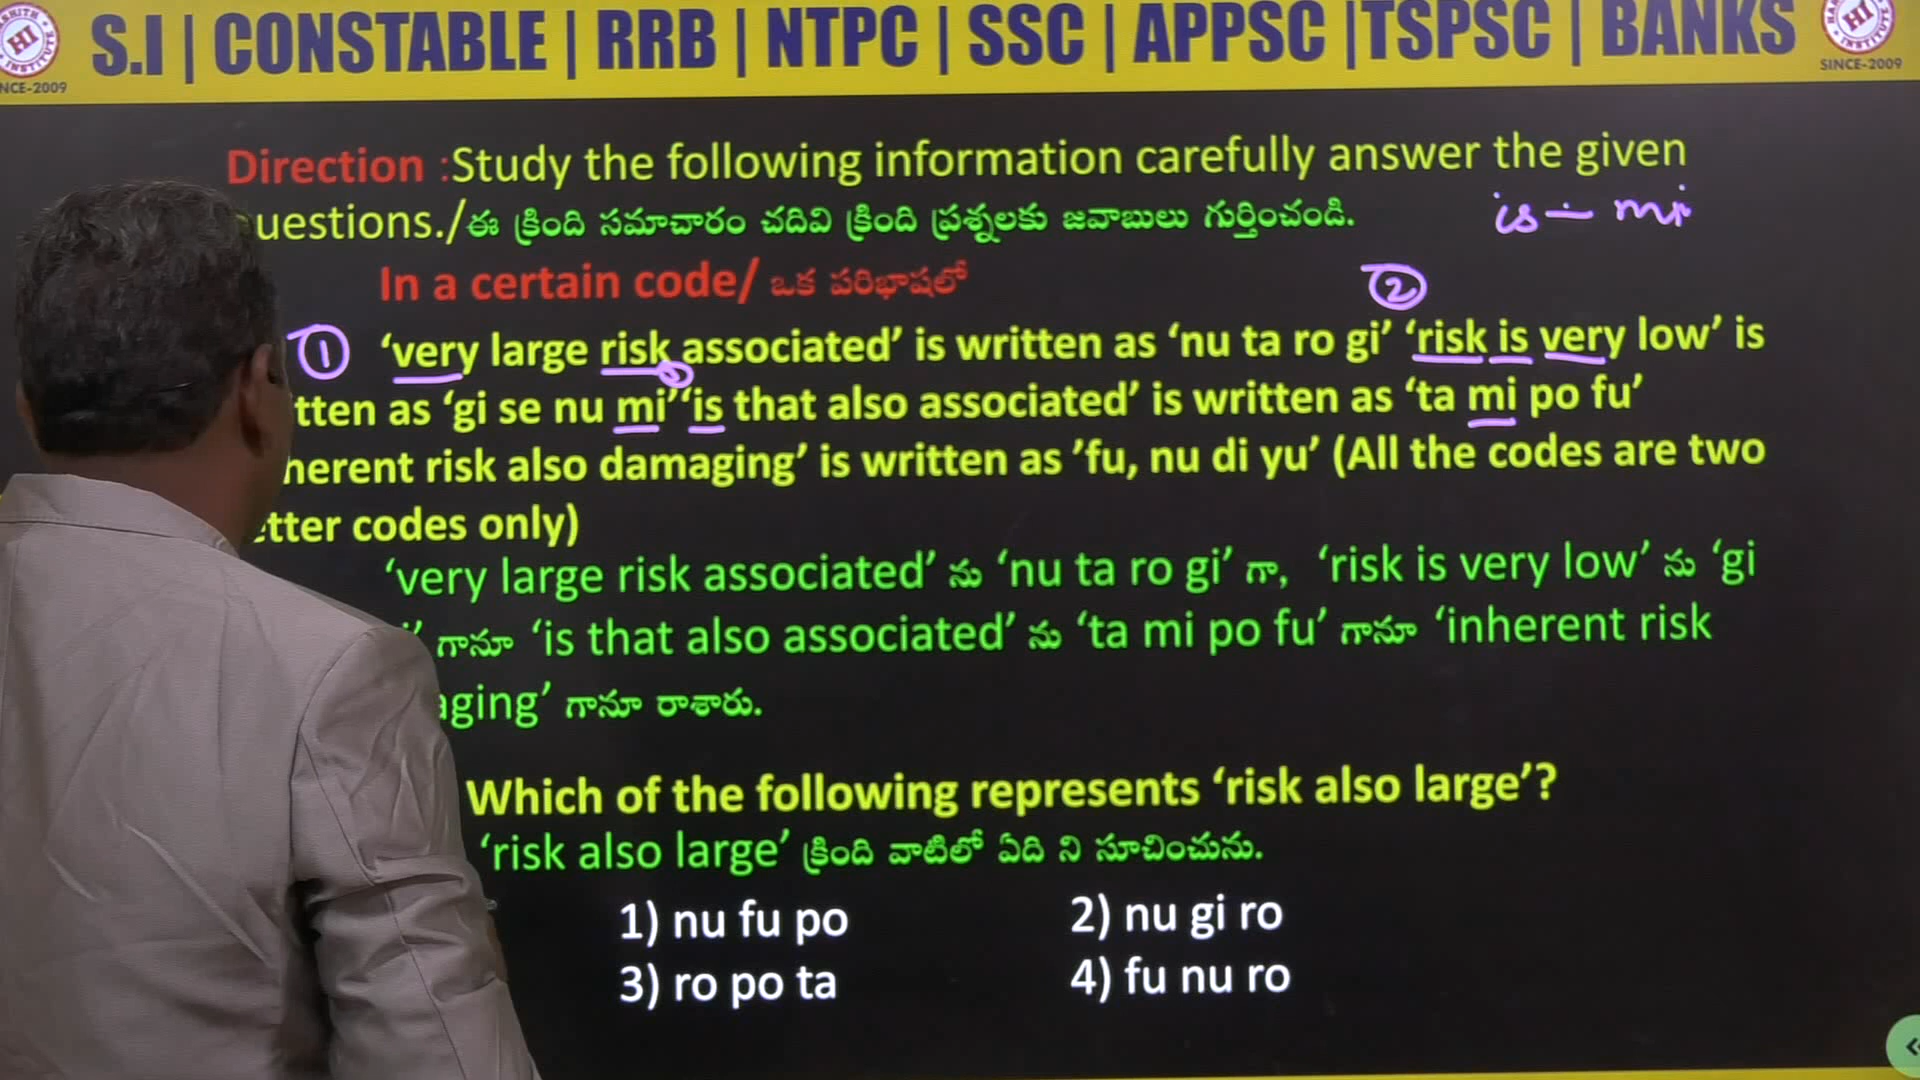 S.I | CONSTABLE | RRB | NTPC | SSC | APPSC |TSPSC | BANKS
HI
INSTITUTE
NCE-2009
HI
INSTITUTE
SINCE-2009
Direction :Study the following information carefully answer the given
uestions./ఈ క్రింది సమాచారం చదివి క్రింది ప్రశ్నలకు జవాబులు గుర్తించండి.
is — mi
In a certain code/ ఒక పరిభాషలో
2
1 ‘very large risk associated’ is written as ‘nu ta ro gi’ ‘risk is very low’ is
tten as ‘gi se nu mi’‘is that also associated’ is written as ‘ta mi po fu’
nherent risk also damaging’ is written as ’fu, nu di yu’ (All the codes are two
etter codes only)
‘very large risk associated’ ను ‘nu ta ro gi’ గా, ‘risk is very low’ ను ‘gi
i’ గానూ ‘is that also associated’ ను ‘ta mi po fu’ గానూ ‘inherent risk
aging’ గానూ రాశారు.
Which of the following represents ‘risk also large’?
‘risk also large’ క్రింది వాటిలో ఏది ని సూచించును.
1) nu fu po
2) nu gi ro
3) ro po ta
4) fu nu ro